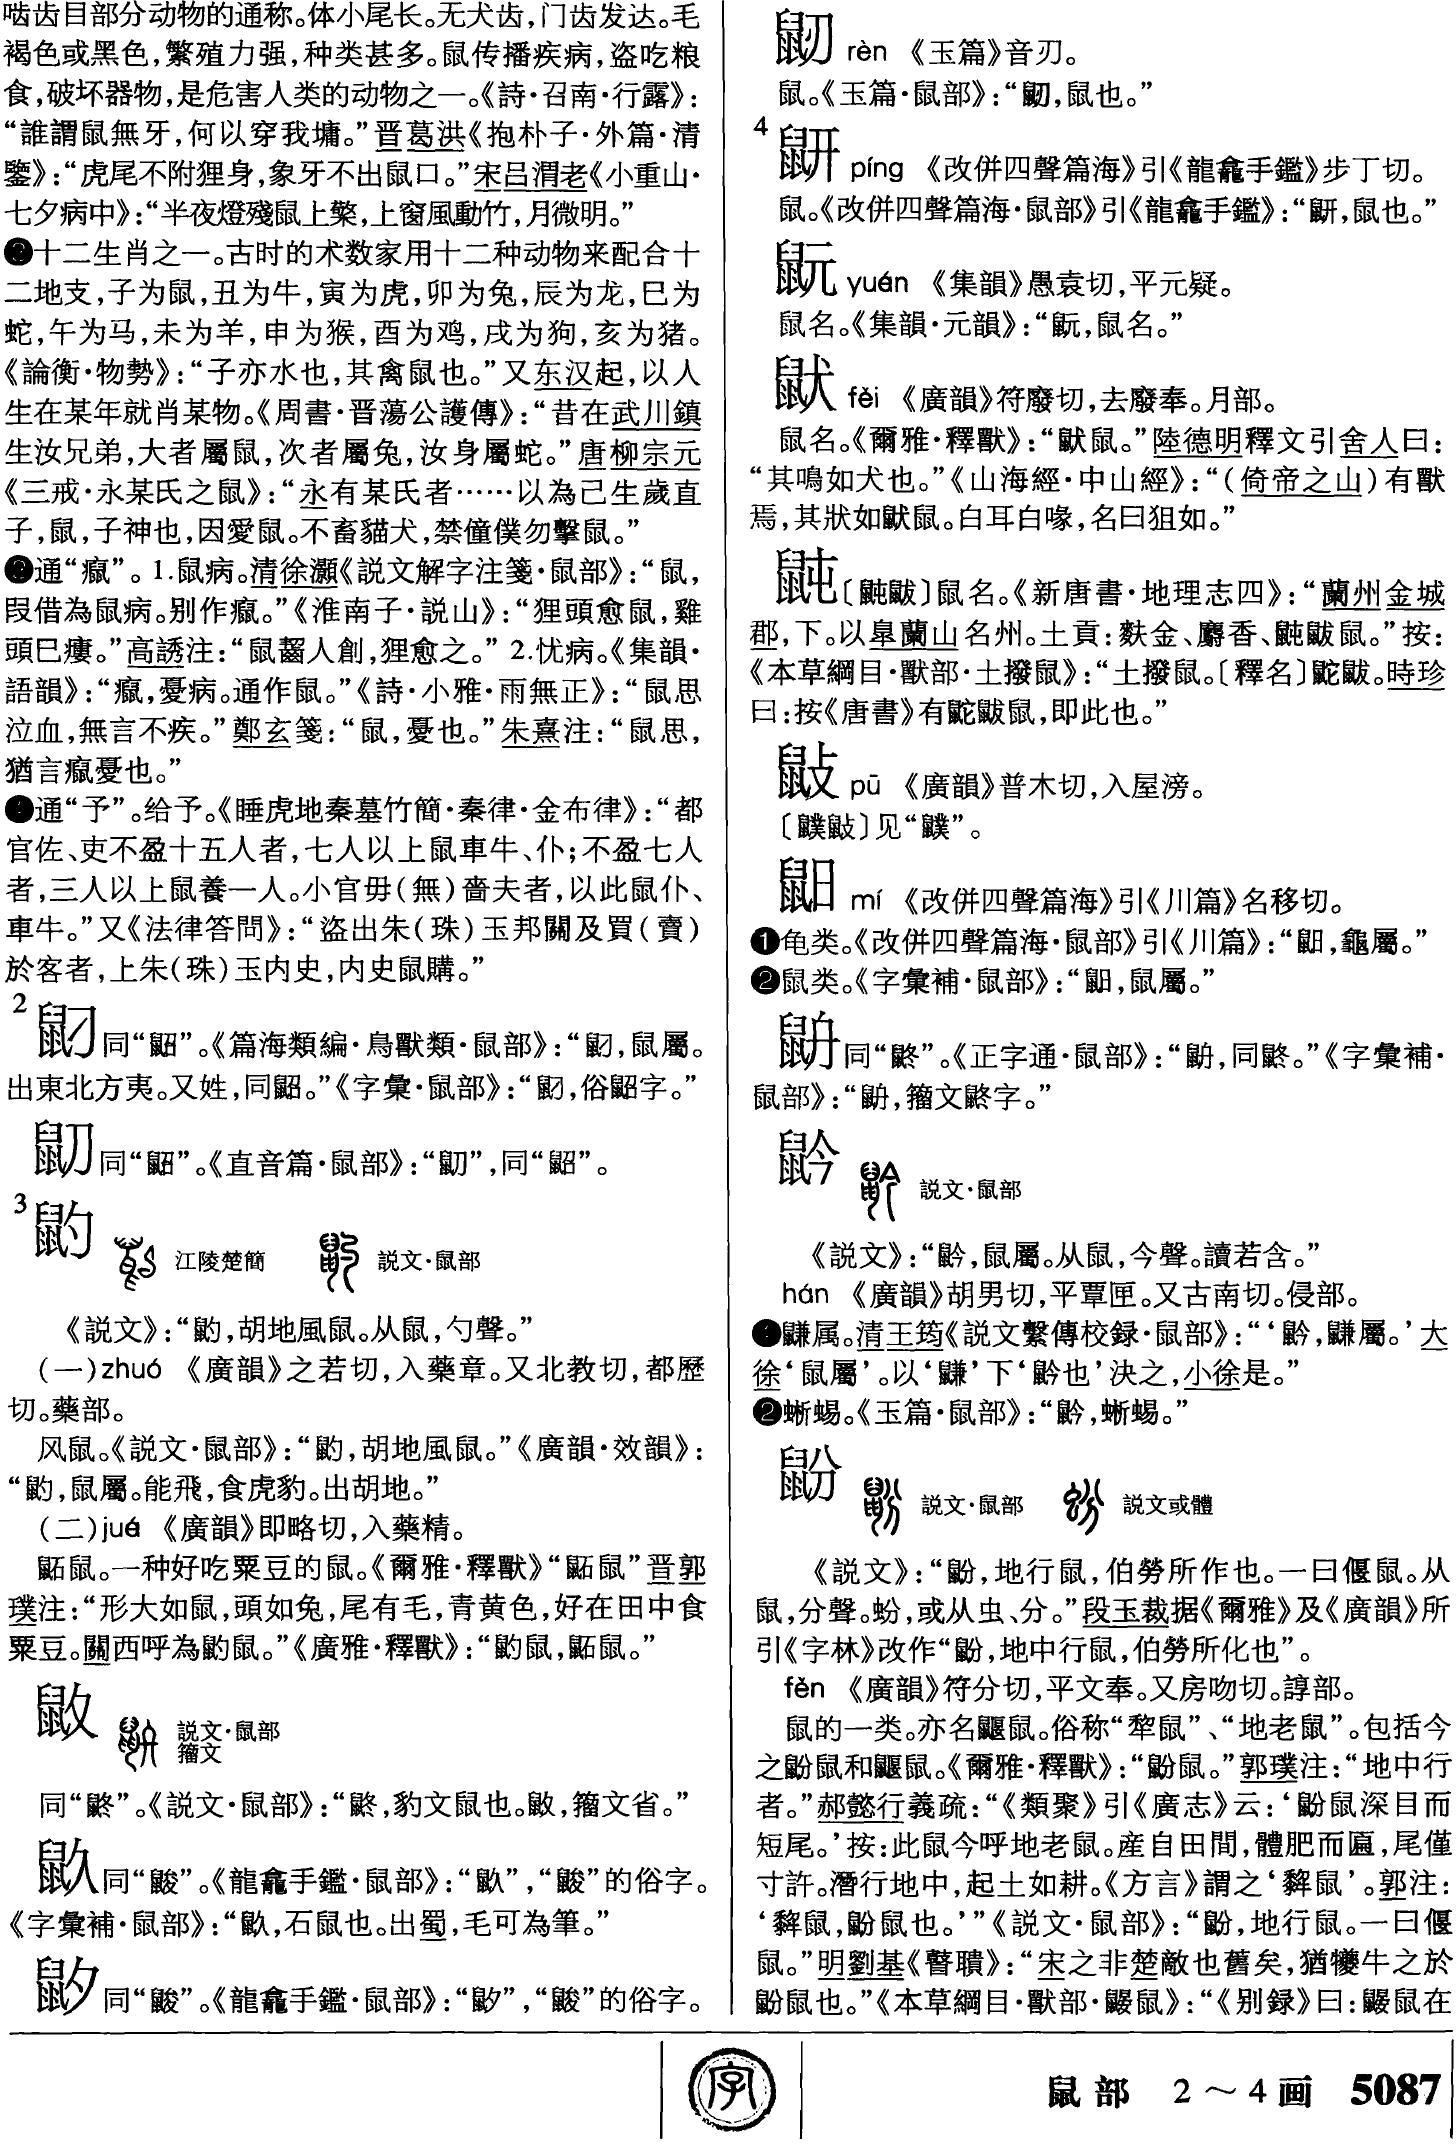 啮齿目部分动物的通称。体小尾长。无犬齿，门齿发达。毛
褐色或黑色，繁殖力强，种类甚多。鼠传播疾病，盗吃粮
食，破坏器物，是危害人类的动物之一。《詩·召南·行露》：
“誰謂鼠無牙，何以穿我墉。”晋葛洪《抱朴子·外篇·清
鑒》：“虎尾不附狸身，象牙不出鼠口。”宋吕渭老《小重山·
七夕病中》：“半夜燈殘鼠上檠，上窗風動竹，月微明。”
❷十二生肖之一。古时的术数家用十二种动物来配合十
二地支，子为鼠，丑为牛，寅为虎，卯为兔，辰为龙，巳为
蛇，午为马，未为羊，申为猴，酉为鸡，戌为狗，亥为猪。
《論衡·物勢》：“子亦水也，其禽鼠也。”又东汉起，以人
生在某年就肖某物。《周書·晋蕩公護傳》：“昔在武川鎮
生汝兄弟，大者屬鼠，次者屬兔，汝身屬蛇。”唐柳宗元
《三戒·永某氏之鼠》：“永有某氏者……以為己生歲直
子，鼠，子神也，因愛鼠。不畜貓犬，禁僮僕勿擊鼠。”
❸通“癙”。1.鼠病。清徐灝《説文解字注箋·鼠部》：“鼠，
叚借為鼠病。别作癙。”《淮南子·説山》：“狸頭愈鼠，雞
頭已瘻。”高誘注：“鼠齧人創，狸愈之。”2.忧病。《集韻·
語韻》：“癙，憂病。通作鼠。”《詩·小雅·雨無正》：“鼠思
泣血，無言不疾。”鄭玄箋：“鼠，憂也。”朱熹注：“鼠思，
猶言癙憂也。”
❹通“予”。给予。《睡虎地秦墓竹簡·秦律·金布律》：“都
官佐、吏不盈十五人者，七人以上鼠車牛、仆；不盈七人
者，三人以上鼠養一人。小官毋（無）嗇夫者，以此鼠仆、
車牛。”又《法律答問》：“盜出朱（珠）玉邦關及買（賣）
於客者，上朱（珠）玉内史，内史鼠購。”
2
同“鼦”。《篇海類編·鳥獸類·鼠部》：“，鼠屬。
出東北方夷。又姓，同鼦。”《字彙·鼠部》：“，俗鼦字。”
同“鼦”。《直音篇·鼠部》：“”，同“鼦”。
3 鼩
江陵楚簡 説文·鼠部
《説文》：“，胡地風鼠。从鼠，勺聲。”
（一）zhuó 《廣韻》之若切，入藥章。又北教切，都歷
切。藥部。
风鼠。《説文·鼠部》：“，胡地風鼠。”《廣韻·效韻》：
“，鼠屬。能飛，食虎豹。出胡地。”
（二）jué 《廣韻》即略切，入藥精。
鼫鼠。一种好吃粟豆的鼠。《爾雅·釋獸》“鼫鼠”晋郭
璞注：“形大如鼠，頭如兔，尾有毛，青黄色，好在田中食
粟豆。關西呼為鼠。”《廣雅·釋獸》：“鼠，鼫鼠。”
説文·鼠部
籀文
同“鼨”。《説文·鼠部》：“鼨，豹文鼠也。，籀文省。”
同“鼥”。《龍龕手鑑·鼠部》：“”，“”的俗字。
《字彙補·鼠部》：“，石鼠也。出蜀，毛可為筆。”
同“”。《龍龕手鑑·鼠部》：“”，“”的俗字。
rèn 《玉篇》音刃。
鼠。《玉篇·鼠部》：“，鼠也。”
4
píng 《改併四聲篇海》引《龍龕手鑑》步丁切。
鼠。《改併四聲篇海·鼠部》引《龍龕手鑑》：“，鼠也。”
yuán 《集韻》愚袁切，平元疑。
鼠名。《集韻·元韻》：“，鼠名。”
fèi 《廣韻》符廢切，去廢奉。月部。
鼠名。《爾雅·釋獸》：“鼣鼠。”陸德明釋文引舍人曰：
“其鳴如犬也。”《山海經·中山經》：“（倚帝之山）有獸
焉，其狀如鼣鼠。白耳白喙，名曰狙如。”
〔鼥〕鼠名。《新唐書·地理志四》：“蘭州金城
郡，下。以皐蘭山名州。土貢：麩金、麝香、鼥鼠。”按：
《本草綱目·獸部·土撥鼠》：“土撥鼠。〔釋名〕鼧鼥。時珍
曰：按《唐書》有鼧鼥鼠，即此也。”
pū 《廣韻》普木切，入屋滂。
〔〕见“”。
mí 《改併四聲篇海》引《川篇》名移切。
❶龟类。《改併四聲篇海·鼠部》引《川篇》：“，龜屬。”
❷鼠类。《字彙補·鼠部》：“，鼠屬。”
同“鼨”。《正字通·鼠部》：“，同鼨。”《字彙補·
鼠部》：“，籀文鼨字。”
鼢
説文·鼠部
《説文》：“，鼠屬。从鼠，今聲。讀若含。”
hán 《廣韻》胡男切，平覃匣。又古南切。侵部。
❶鼸属。清王筠《説文繫傳校録·鼠部》：“‘，鼸屬。’大
徐‘鼠屬’。以‘鼸’下‘也’決之，小徐是。”
❷蜥蜴。《玉篇·鼠部》：“，蜥蜴。”
鼢
説文·鼠部 説文或體
《説文》：“鼢，地行鼠，伯勞所作也。一曰偃鼠。从
鼠，分聲。蚡，或从虫、分。”段玉裁据《爾雅》及《廣韻》所
引《字林》改作“鼢，地中行鼠，伯勞所化也”。
fěn 《廣韻》符分切，平文奉。又房吻切。諄部。
鼠的一类。亦名鼴鼠。俗称“犂鼠”、“地老鼠”。包括今
之鼢鼠和鼴鼠。《爾雅·釋獸》：“鼢鼠。”郭璞注：“地中行
者。”郝懿行義疏：“《類聚》引《廣志》云：‘鼢鼠深目而
短尾。’按：此鼠今呼地老鼠。産自田間，體肥而匾，尾僅
寸許。潛行地中，起土如耕。《方言》謂之‘鼠’。郭注：
‘鼠，鼢鼠也。’”《説文·鼠部》：“鼢，地行鼠。一曰偃
鼠。”明劉基《瞽聵》：“宋之非楚敵也舊矣，猶犪牛之於
鼢鼠也。”《本草綱目·獸部·鼴鼠》：“《别録》曰：鼴鼠在
字
鼠部 2～4画 5087